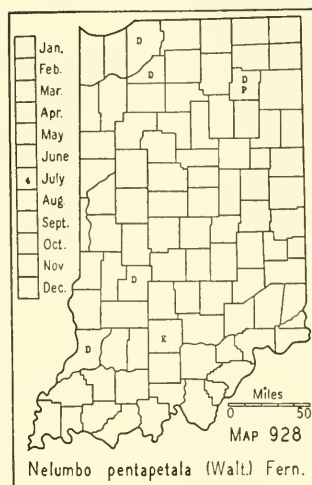 Jan.
Feb.
Mar.
Apr.
May
June
4 July
Aug.
Sept.
Oct.
Nov
Dec.
D
D
D
P
D
D
E
Miles
0 50
MAP 928
Nelumbo pentapetala (Walt.) Fern.